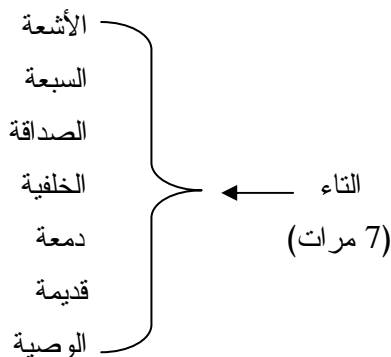 الأشعة
السبعة
الصداقة
الخلفية
دمعة
قديمة
الوصية
التاء
(7 مرات)